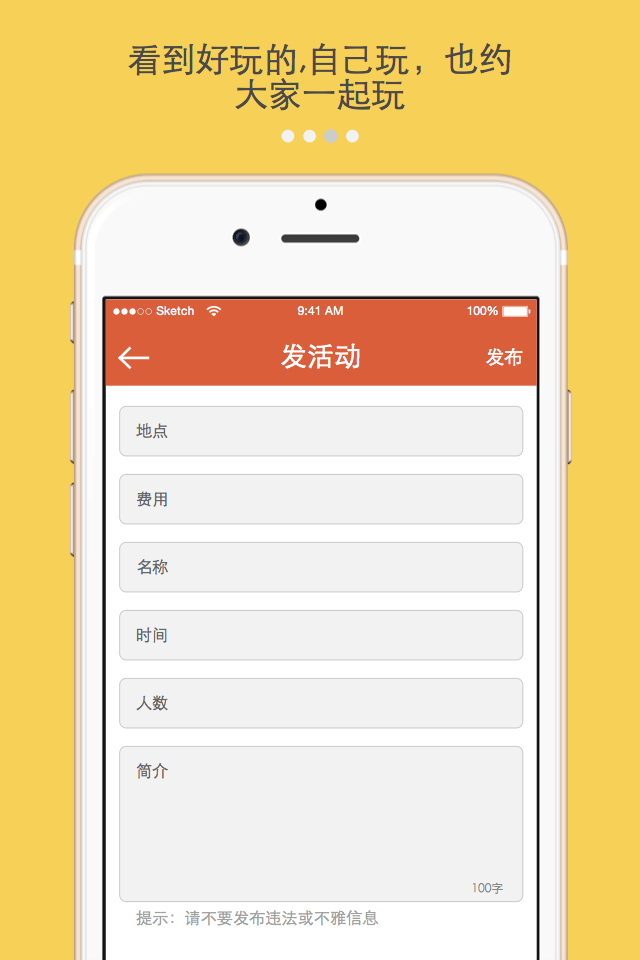 看到好玩的,自己玩，也约
大家一起玩
Sketch 9:41 AM 100%
发活动 发布
地点
费用
名称
时间
人数
简介
100字
提示：请不要发布违法或不雅信息